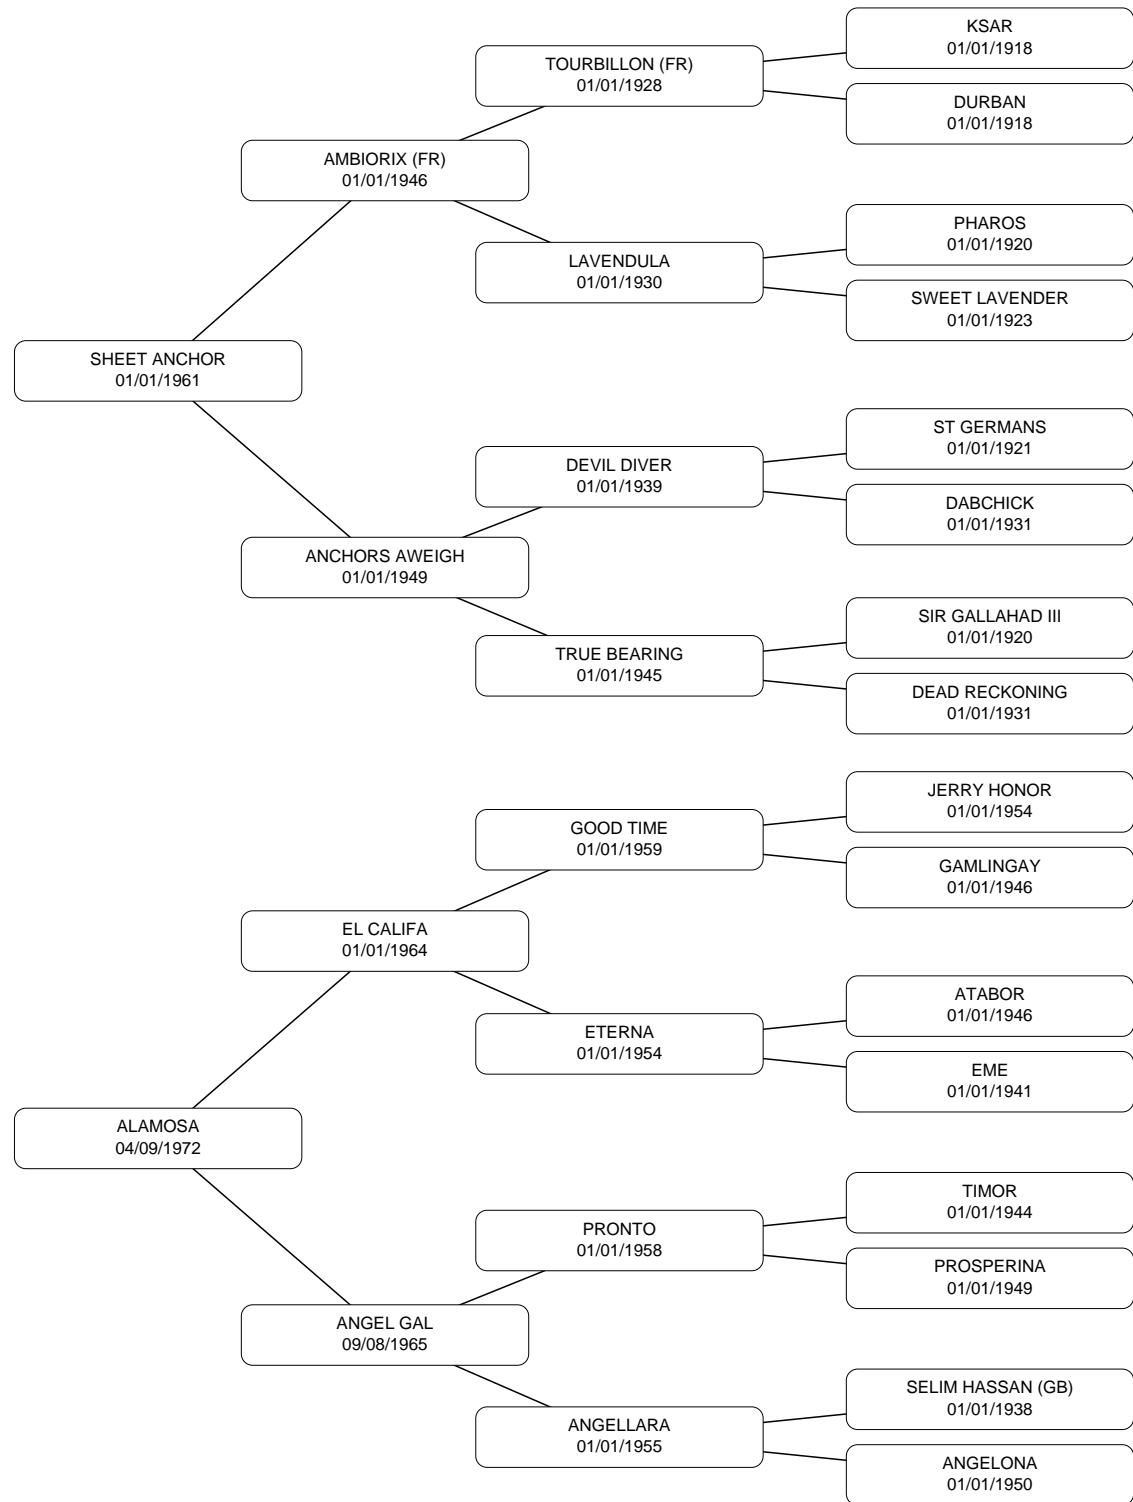 KSAR
01/01/1918
TOURBILLON (FR)
01/01/1928
DURBAN
01/01/1918
AMBIORIX (FR)
01/01/1946
PHAROS
01/01/1920
LAVENDULA
01/01/1930
SWEET LAVENDER
01/01/1923
SHEET ANCHOR
01/01/1961
ST GERMANS
01/01/1921
DEVIL DIVER
01/01/1939
DABCHICK
01/01/1931
ANCHORS AWEIGH
01/01/1949
SIR GALLAHAD III
01/01/1920
TRUE BEARING
01/01/1945
DEAD RECKONING
01/01/1931
JERRY HONOR
01/01/1954
GOOD TIME
01/01/1959
GAMLINGAY
01/01/1946
EL CALIFA
01/01/1964
ATABOR
01/01/1946
ETERNA
01/01/1954
EME
01/01/1941
ALAMOSA
04/09/1972
TIMOR
01/01/1944
PRONTO
01/01/1958
PROSPERINA
01/01/1949
ANGEL GAL
09/08/1965
SELIM HASSAN (GB)
01/01/1938
ANGELLARA
01/01/1955
ANGELONA
01/01/1950